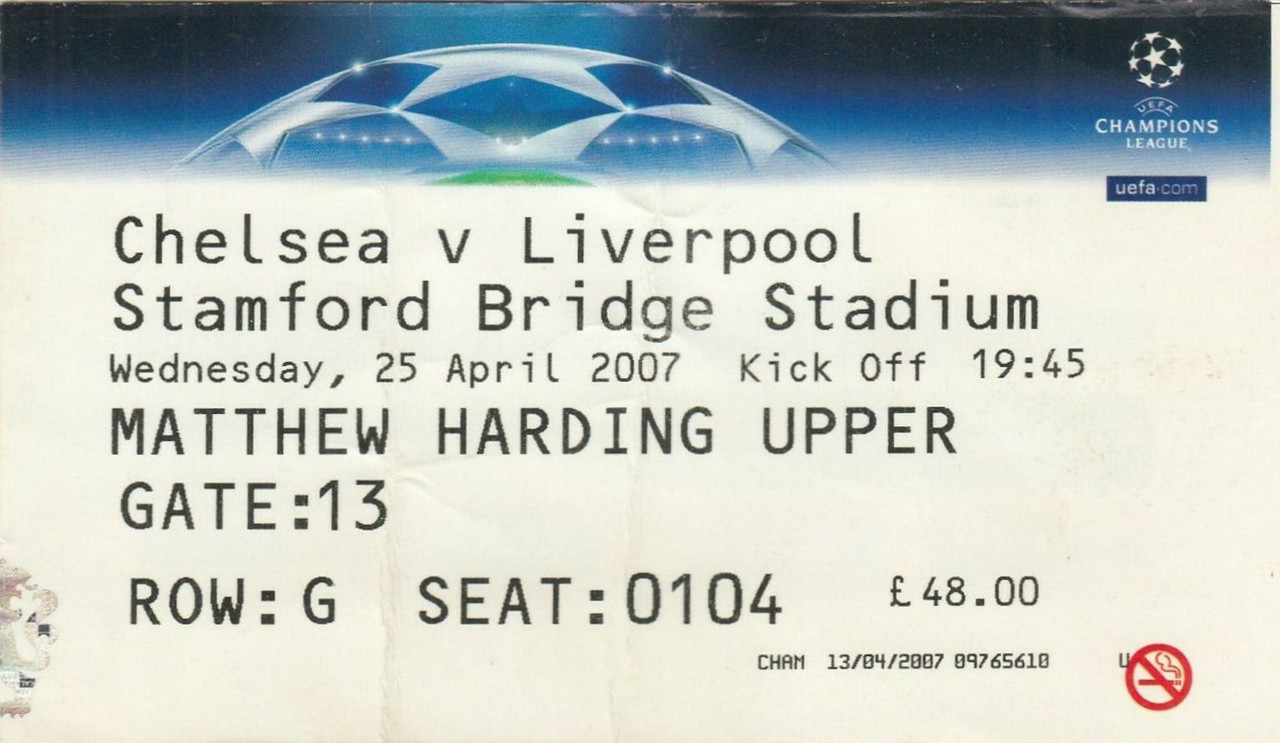 UEFA
CHAMPIONS
LEAGUE
uefa.com
Chelsea v Liverpool
Stamford Bridge Stadium
Wednesday, 25 April 2007 Kick Off 19:45
MATTHEW HARDING UPPER
GATE:13
ROW: G SEAT:0104 £48.00
CHAM 13/04/2007 09765610 U